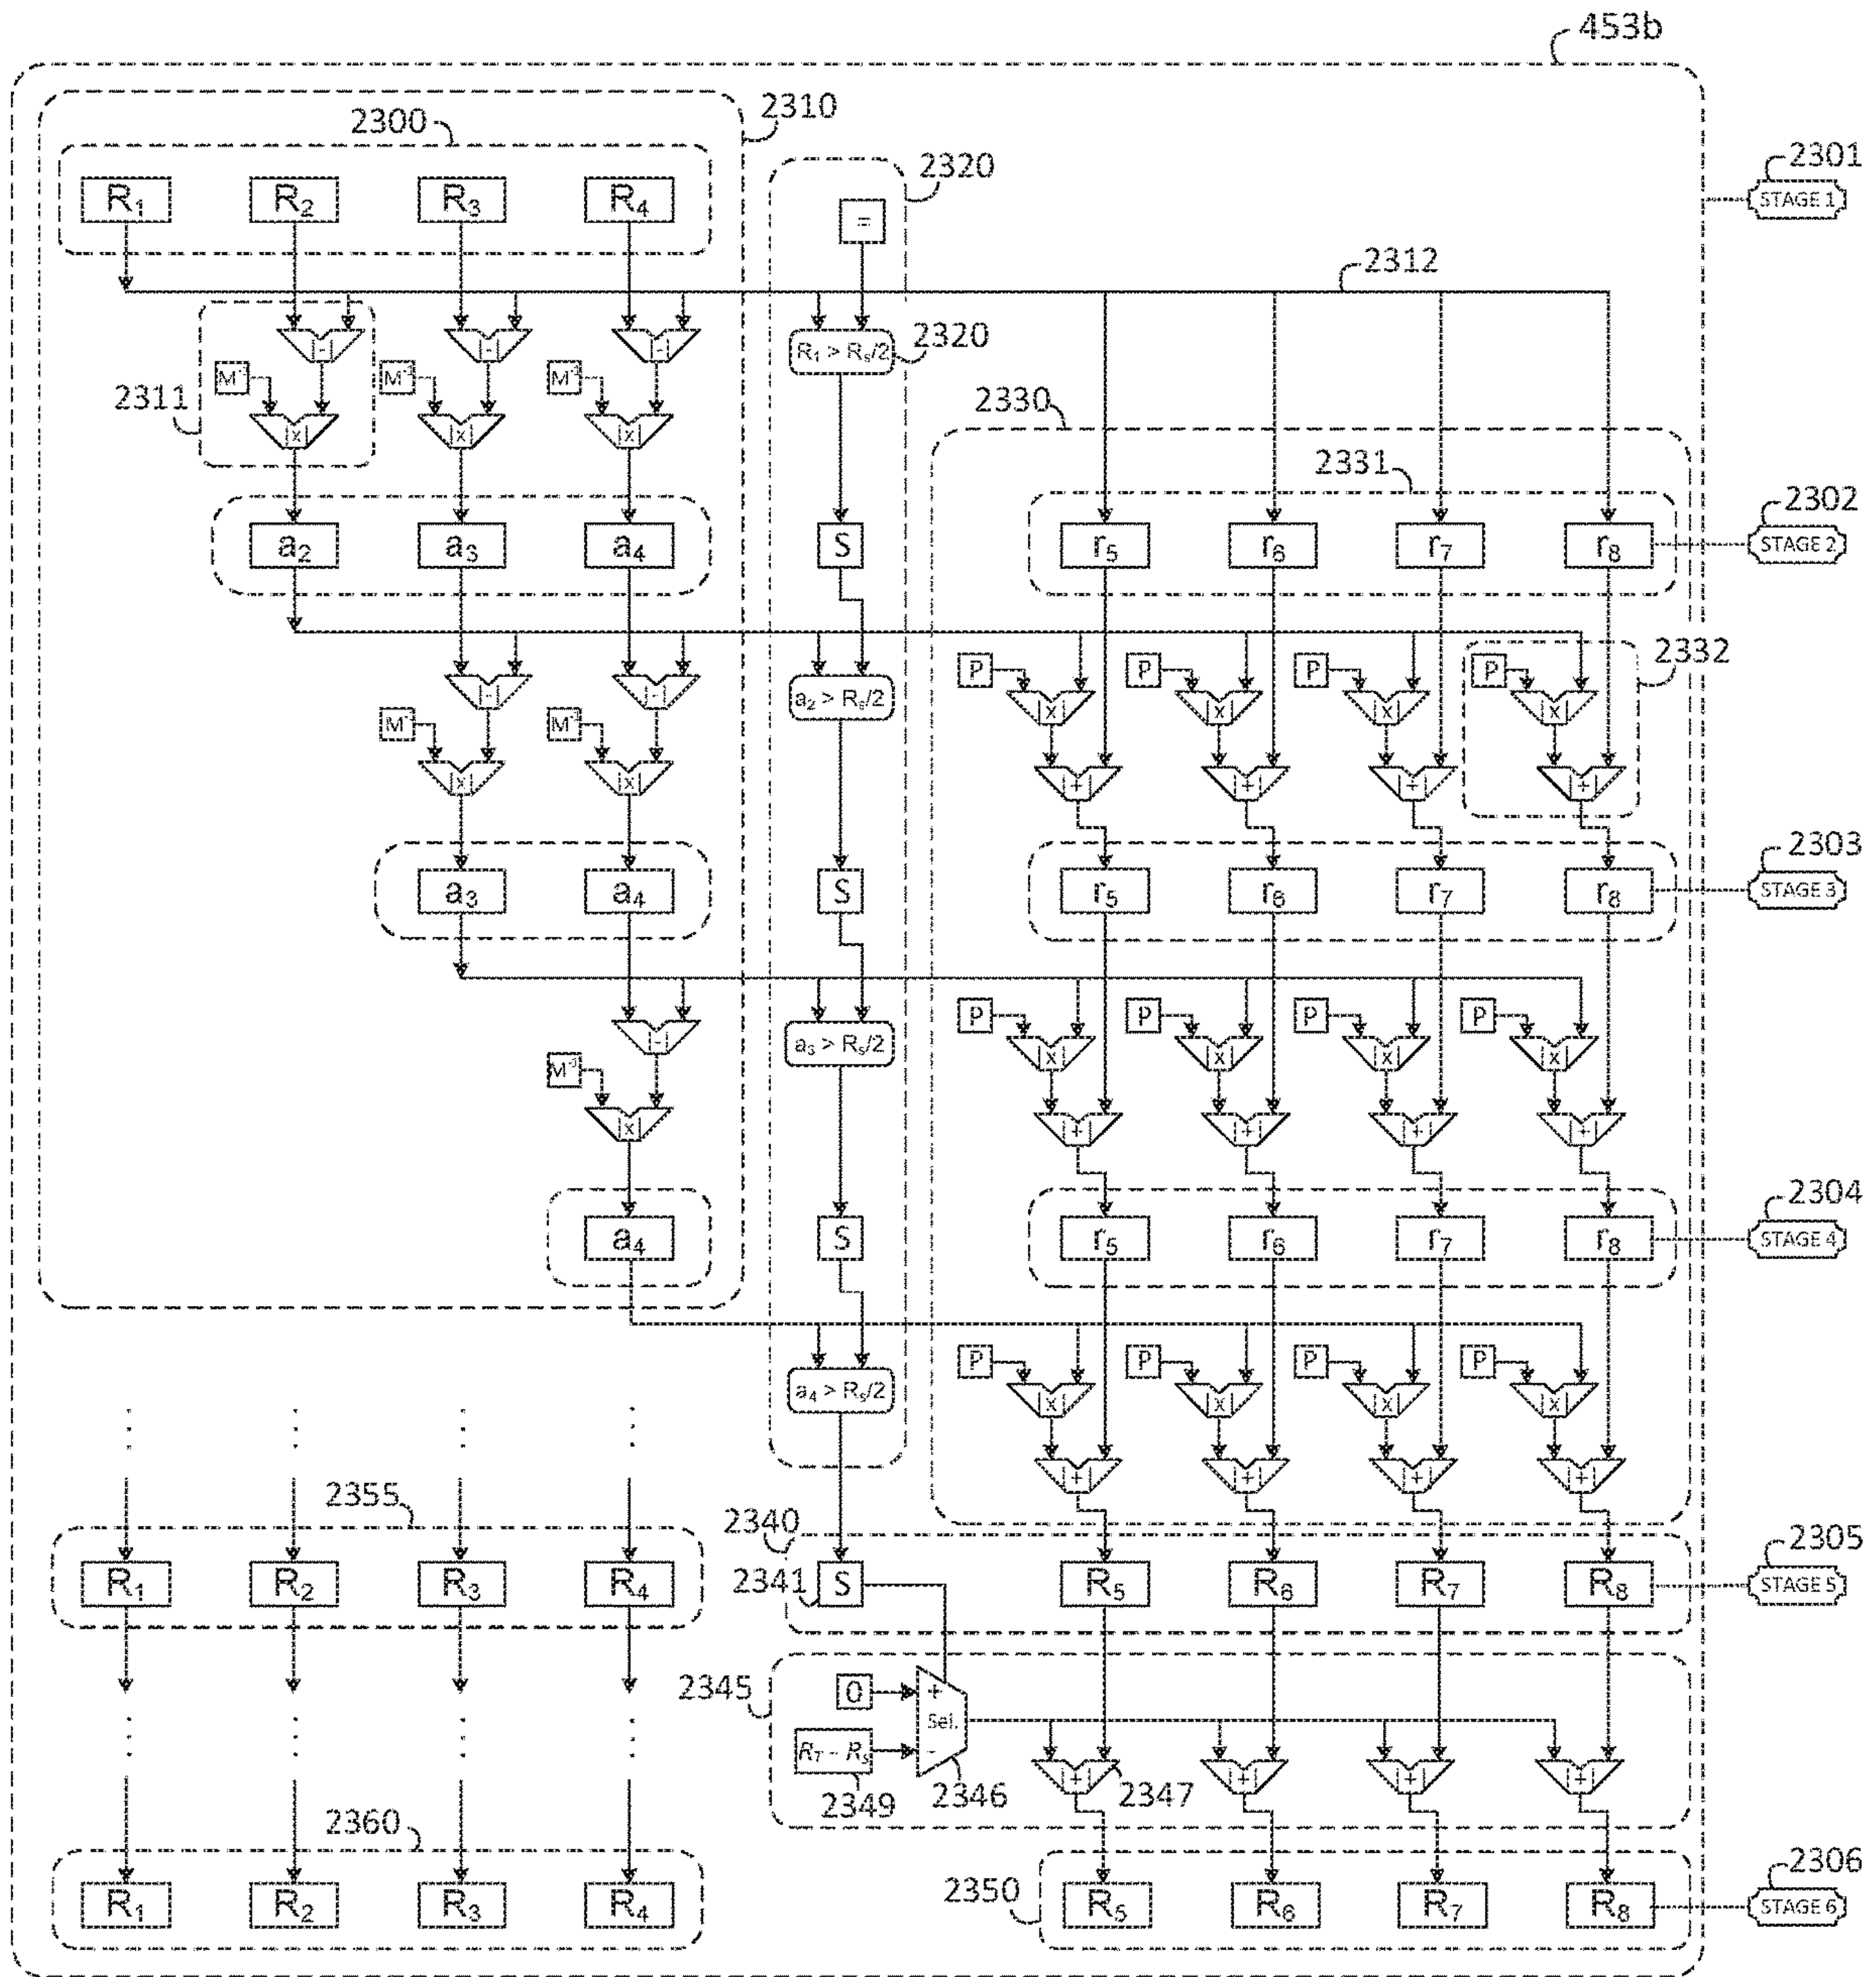 453b
2310
2300
2320
2301
R1 R2 R3 R4
=
STAGE 1
2312
|-| |-| |-|
R1 > Rs/2 2320
M-1 M-1 M-1
2311
|x| |x| |x|
2330
2331
2302
a2 a3 a4 S r5 r6 r7 r8 STAGE 2
2332
P P P P
|-| |-| a2 > Rs/2 |x| |x| |x| |x|
M-1 M-1
|x| |x| |+| |+| |+| |+|
2303
a3 a4 S r5 r6 r7 r8 STAGE 3
P P P P
|-| a3 > Rs/2 |x| |x| |x| |x|
M-1
|x| |+| |+| |+| |+|
2304
a4 S r5 r6 r7 r8 STAGE 4
P P P P
a4 > Rs/2 |x| |x| |x| |x|
|+| |+| |+| |+|
2355
2340
2305
R1 R2 R3 R4 2341 S R5 R6 R7 R8 STAGE 5
2345
0 +
Sel.
RT – RS -
|+| |+| |+| |+|
2349 2346 2347
2360
2350
2306
R1 R2 R3 R4 R5 R6 R7 R8 STAGE 6